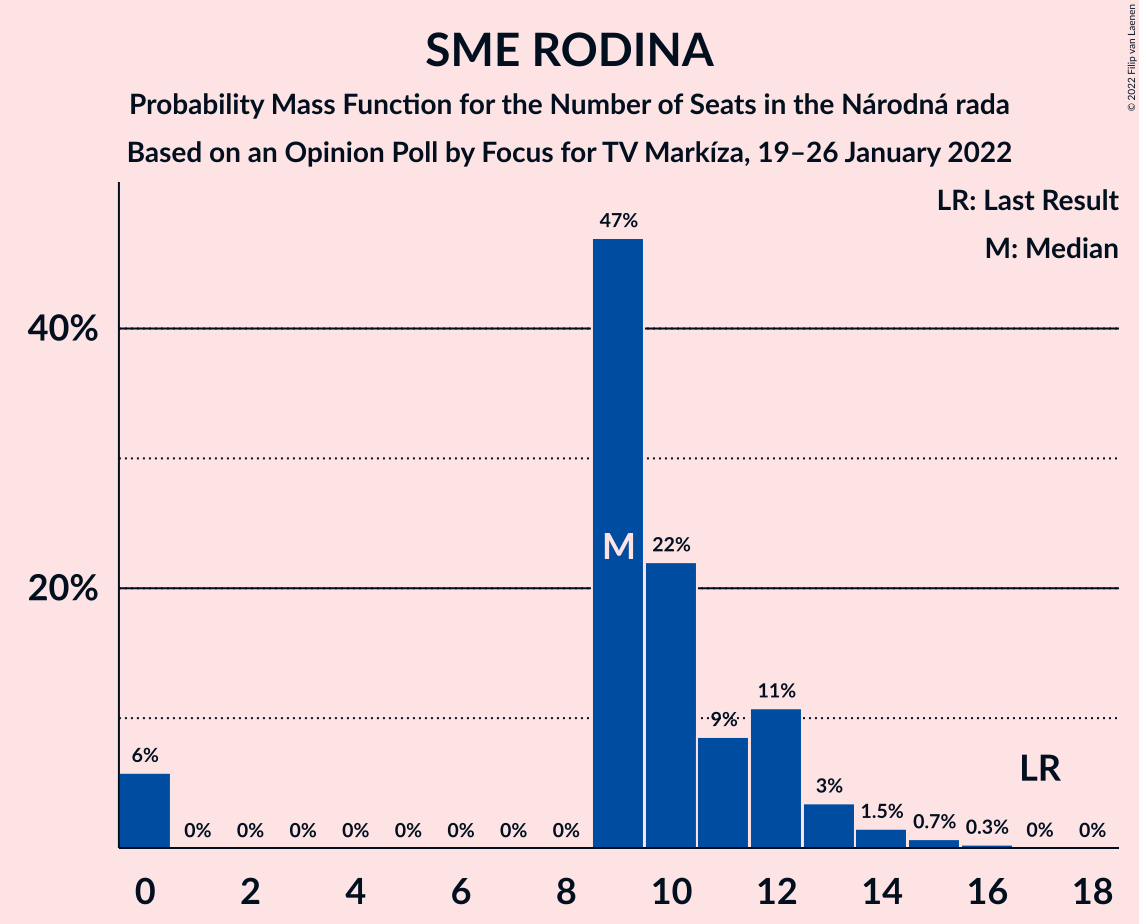 SME RODINA
Probability Mass Function for the Number of Seats in the Národná rada
Based on an Opinion Poll by Focus for TV Markíza, 19–26 January 2022
© 2022 Filip van Laenen
LR: Last Result
M: Median
40%
20%
6%
0%
0%
0%
0%
0%
0%
0%
0%
47%
M
22%
9%
11%
3%
1.5%
0.7%
0.3%
0%
LR
0%
0 2 4 6 8 10 12 14 16 18